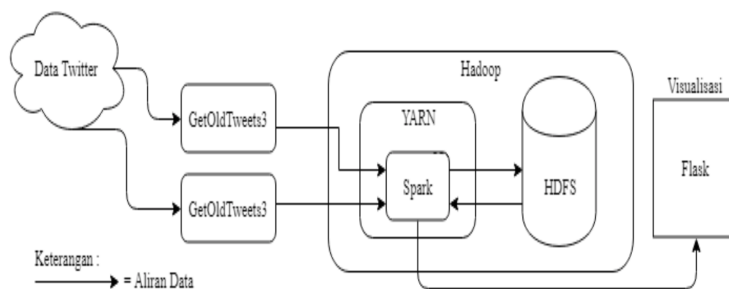 Data Twitter
GetOldTweets3
GetOldTweets3
Hadoop
YARN
Spark
HDFS
Visualisasi
Flask
Keterangan :
= Aliran Data